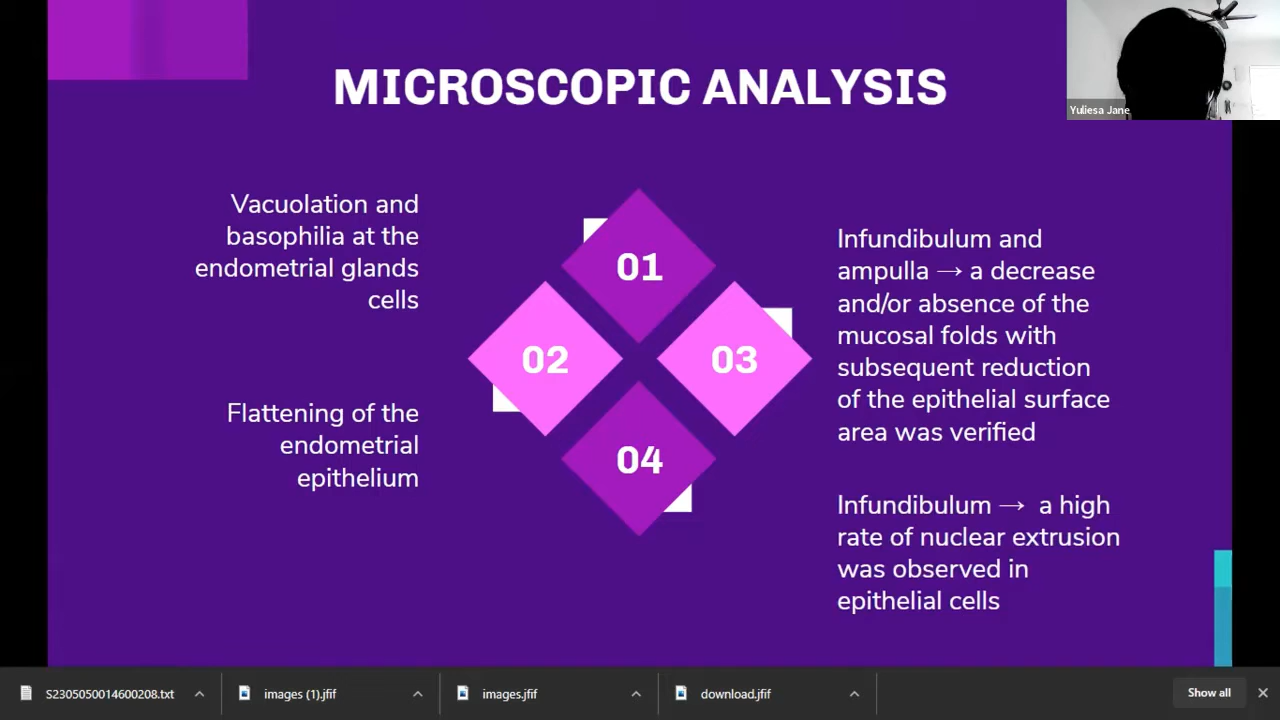 MICROSCOPIC ANALYSIS
Yuliesa Jane
Vacuolation and
basophilia at the
endometrial glands
cells
Flattening of the
endometrial
epithelium
01
02
03
04
Infundibulum and
ampulla → a decrease
and/or absence of the
mucosal folds with
subsequent reduction
of the epithelial surface
area was verified
Infundibulum → a high
rate of nuclear extrusion
was observed in
epithelial cells
S2305050014600208.txt
images (1).jfif
images.jfif
download.jfif
Show all